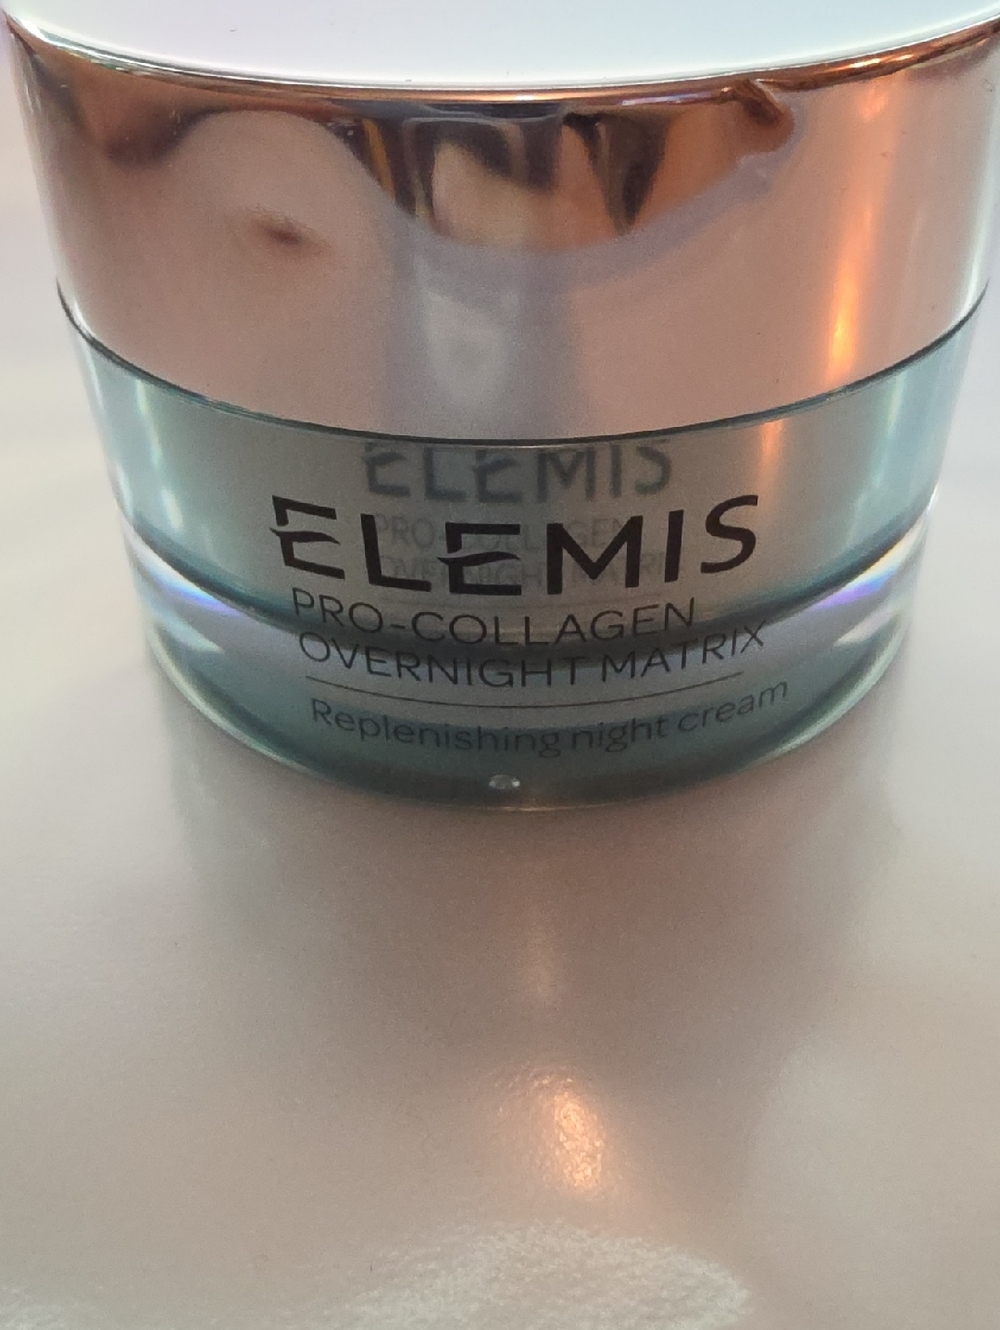 ELEMIS
PRO-COLLAGEN
OVERNIGHT MATRIX
Replenishing night cream